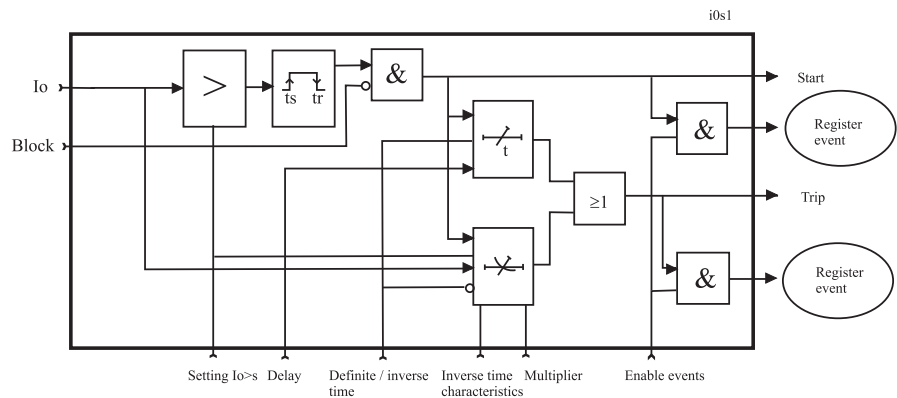 i0s1
Io
>
ts tr
&
Start
Block
&
Register
event
t
≥1
Trip
&
Register
event
Setting Io>s
Delay
Definite / inverse
time
Inverse time
characteristics
Multiplier
Enable events